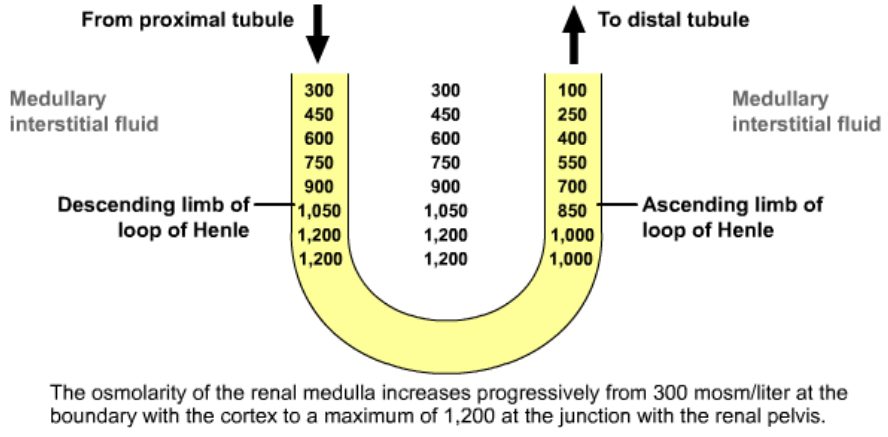 From proximal tubule
To distal tubule
Medullary
interstitial fluid
Medullary
interstitial fluid
300 300 100
450 450 250
600 600 400
750 750 550
900 900 700
1,050 1,050 850
1,200 1,200 1,000
1,200 1,200 1,000
Descending limb of
loop of Henle
Ascending limb of
loop of Henle
The osmolarity of the renal medulla increases progressively from 300 mosm/liter at the
boundary with the cortex to a maximum of 1,200 at the junction with the renal pelvis.